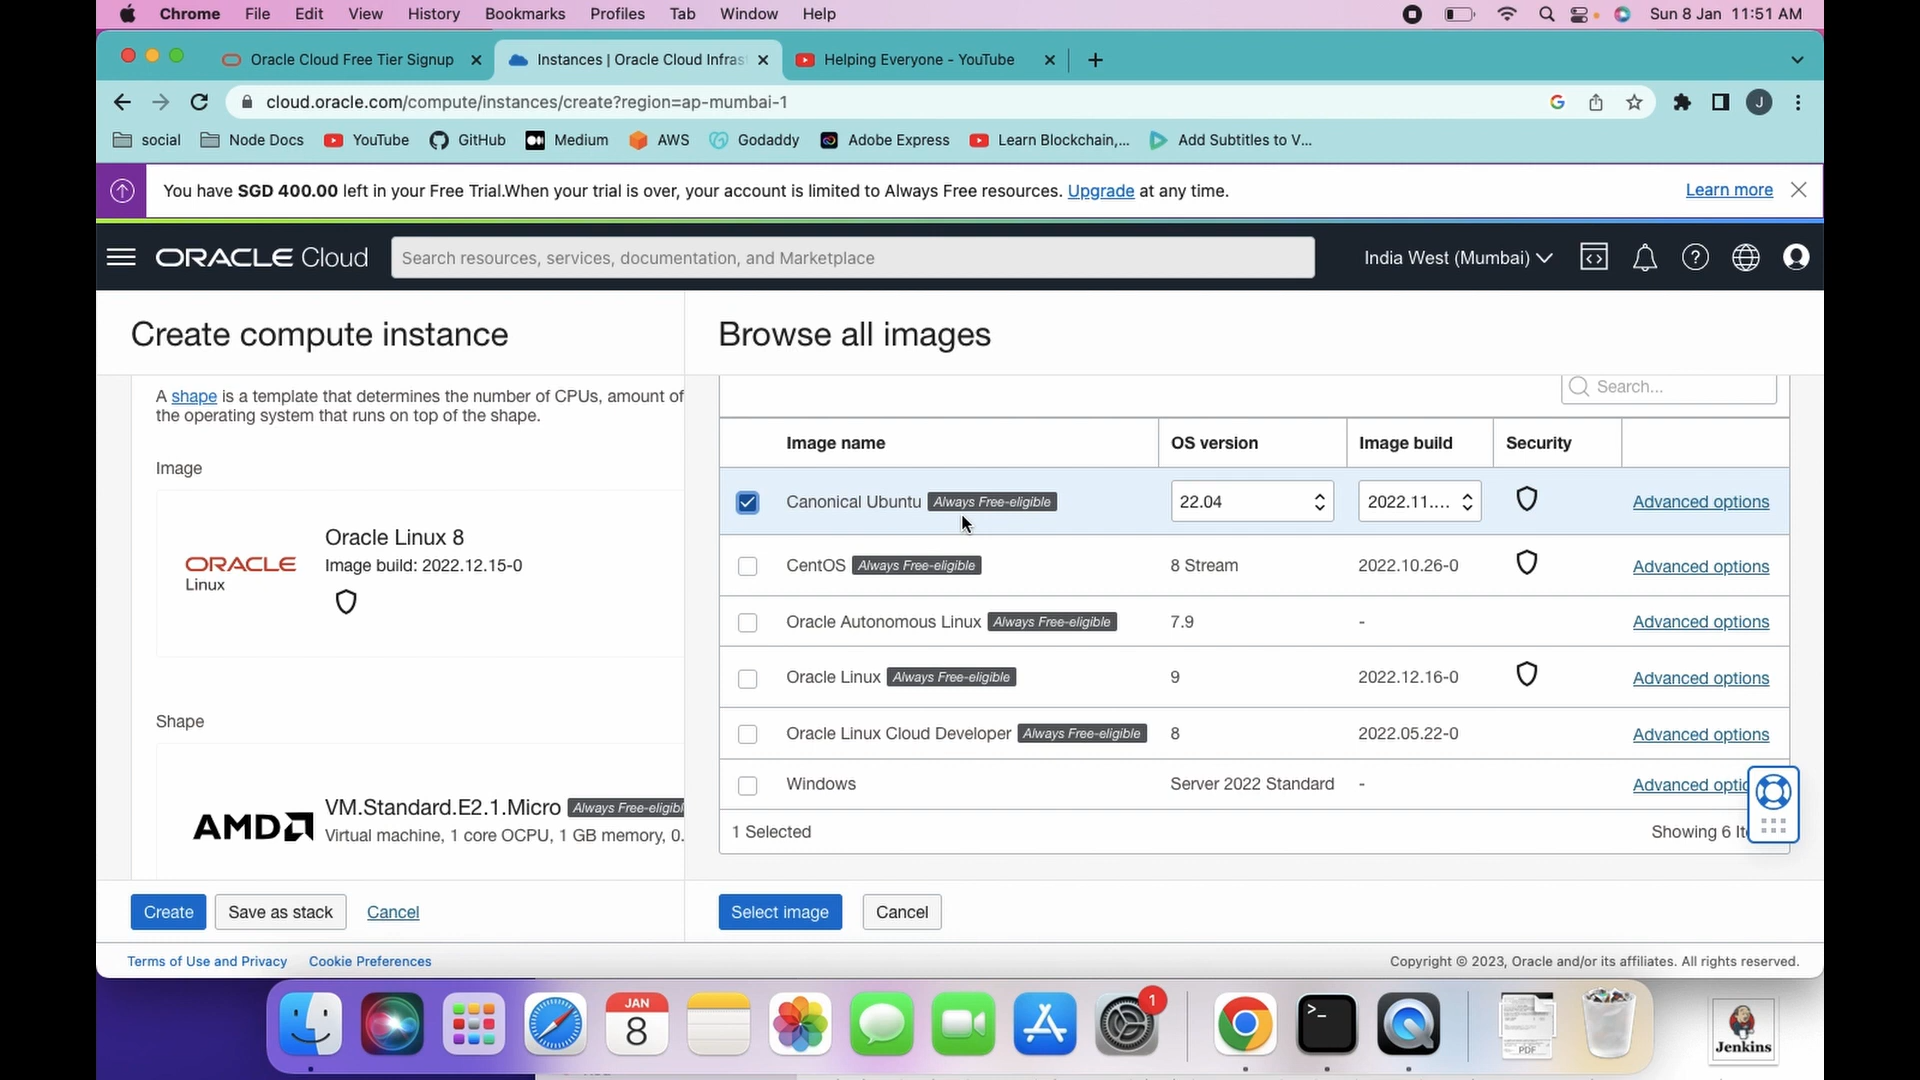 Chrome File Edit View History Bookmarks Profiles Tab Window Help Sun 8 Jan 11:51 AM
Oracle Cloud Free Tier Signup Instances | Oracle Cloud Infras Helping Everyone - YouTube
cloud.oracle.com/compute/instances/create?region=ap-mumbai-1 J
social Node Docs YouTube GitHub Medium AWS Godaddy Adobe Express Learn Blockchain,... Add Subtitles to V...
You have SGD 400.00 left in your Free Trial.When your trial is over, your account is limited to Always Free resources. Upgrade at any time. Learn more
ORACLE Cloud Search resources, services, documentation, and Marketplace India West (Mumbai)
Create compute instance
A shape is a template that determines the number of CPUs, amount of
the operating system that runs on top of the shape.
Image
Oracle Linux 8
ORACLE
Linux
Image build: 2022.12.15-0
Shape
AMD
VM.Standard.E2.1.Micro Always Free-eligibl
Virtual machine, 1 core OCPU, 1 GB memory, 0.
Create Save as stack Cancel
Browse all images
Search...
Image name OS version Image build Security
Canonical Ubuntu Always Free-eligible 22.04 2022.11.... Advanced options
CentOS Always Free-eligible 8 Stream 2022.10.26-0 Advanced options
Oracle Autonomous Linux Always Free-eligible 7.9 - Advanced options
Oracle Linux Always Free-eligible 9 2022.12.16-0 Advanced options
Oracle Linux Cloud Developer Always Free-eligible 8 2022.05.22-0 Advanced options
Windows Server 2022 Standard - Advanced optio
1 Selected Showing 6 It
Select image Cancel
Terms of Use and Privacy Cookie Preferences Copyright © 2023, Oracle and/or its affiliates. All rights reserved.
JAN
8
1
>_
PDF
Jenkins